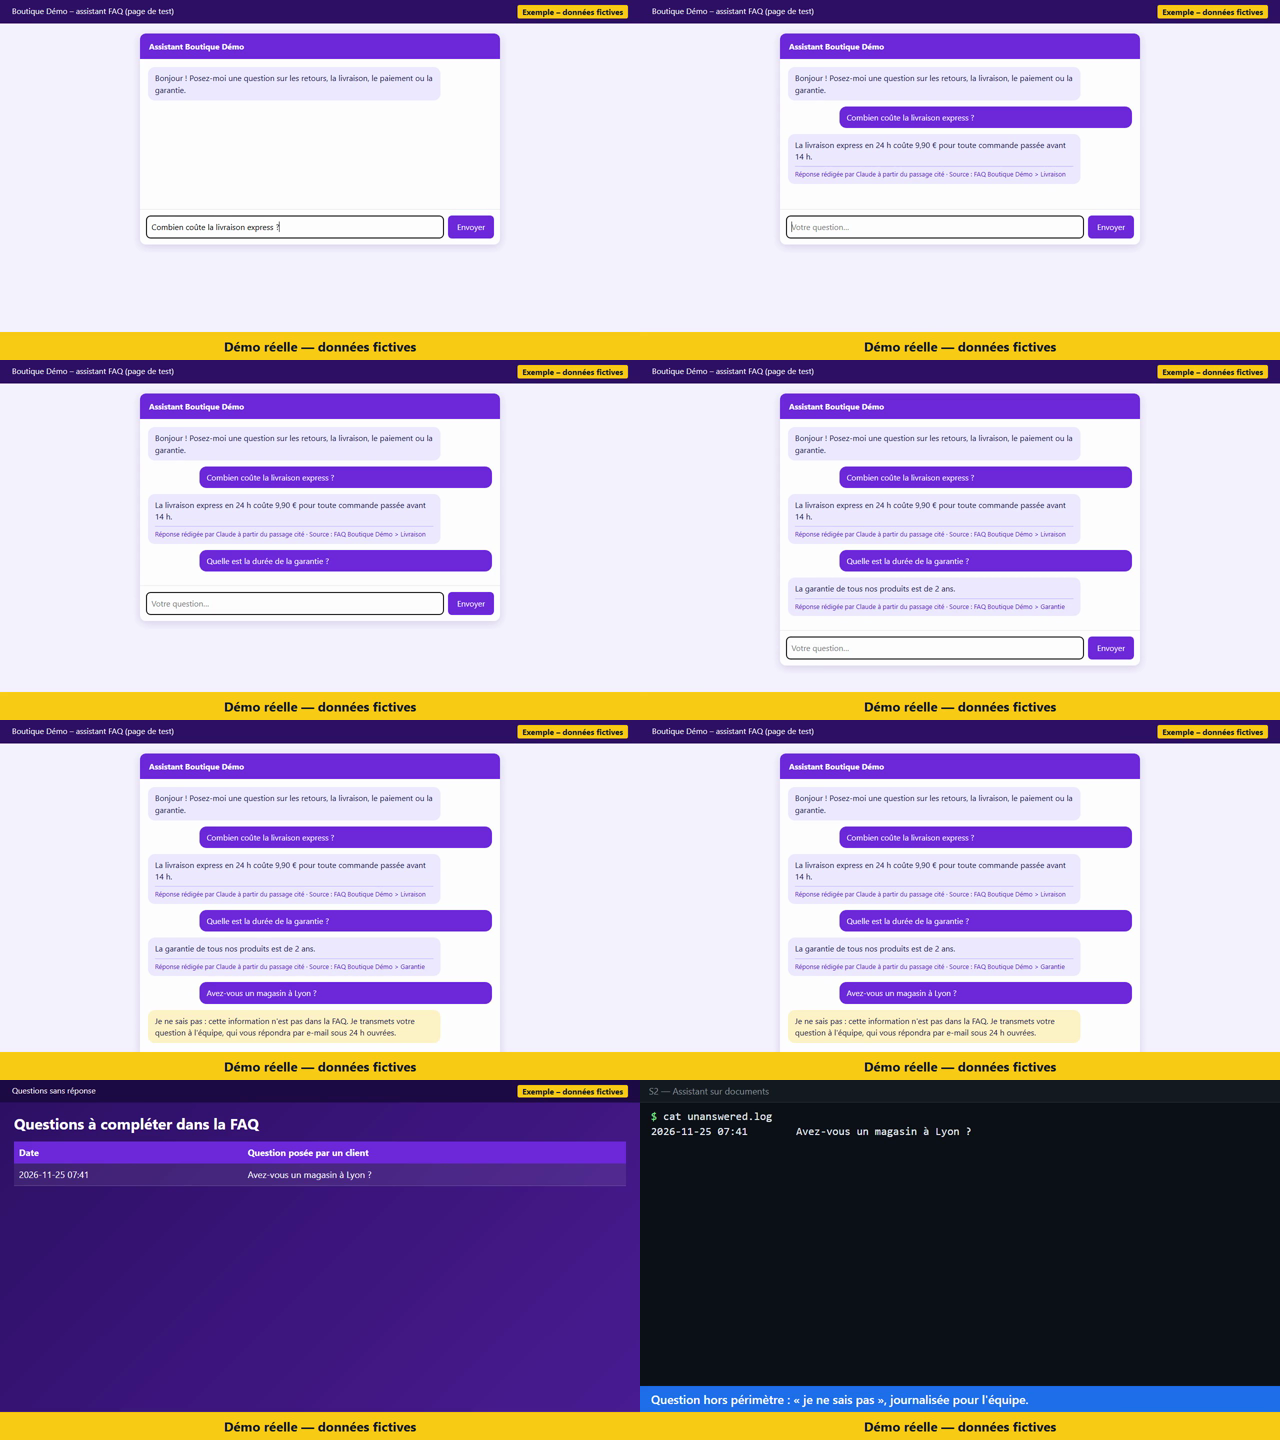 Boutique Démo – assistant FAQ (page de test)
Exemple – données fictives
Assistant Boutique Démo
Bonjour ! Posez-moi une question sur les retours, la livraison, le paiement ou la
garantie.
Combien coûte la livraison express ?
Envoyer
Démo réelle — données fictives
Boutique Démo – assistant FAQ (page de test)
Exemple – données fictives
Assistant Boutique Démo
Bonjour ! Posez-moi une question sur les retours, la livraison, le paiement ou la
garantie.
Combien coûte la livraison express ?
La livraison express en 24 h coûte 9,90 € pour toute commande passée avant
14 h.
Réponse rédigée par Claude à partir du passage cité · Source : FAQ Boutique Démo > Livraison
Votre question...
Envoyer
Démo réelle — données fictives
Boutique Démo – assistant FAQ (page de test)
Exemple – données fictives
Assistant Boutique Démo
Bonjour ! Posez-moi une question sur les retours, la livraison, le paiement ou la
garantie.
Combien coûte la livraison express ?
La livraison express en 24 h coûte 9,90 € pour toute commande passée avant
14 h.
Réponse rédigée par Claude à partir du passage cité · Source : FAQ Boutique Démo > Livraison
Quelle est la durée de la garantie ?
Votre question...
Envoyer
Démo réelle — données fictives
Boutique Démo – assistant FAQ (page de test)
Exemple – données fictives
Assistant Boutique Démo
Bonjour ! Posez-moi une question sur les retours, la livraison, le paiement ou la
garantie.
Combien coûte la livraison express ?
La livraison express en 24 h coûte 9,90 € pour toute commande passée avant
14 h.
Réponse rédigée par Claude à partir du passage cité · Source : FAQ Boutique Démo > Livraison
Quelle est la durée de la garantie ?
La garantie de tous nos produits est de 2 ans.
Réponse rédigée par Claude à partir du passage cité · Source : FAQ Boutique Démo > Garantie
Votre question...
Envoyer
Démo réelle — données fictives
Boutique Démo – assistant FAQ (page de test)
Exemple – données fictives
Assistant Boutique Démo
Bonjour ! Posez-moi une question sur les retours, la livraison, le paiement ou la
garantie.
Combien coûte la livraison express ?
La livraison express en 24 h coûte 9,90 € pour toute commande passée avant
14 h.
Réponse rédigée par Claude à partir du passage cité · Source : FAQ Boutique Démo > Livraison
Quelle est la durée de la garantie ?
La garantie de tous nos produits est de 2 ans.
Réponse rédigée par Claude à partir du passage cité · Source : FAQ Boutique Démo > Garantie
Avez-vous un magasin à Lyon ?
Je ne sais pas : cette information n'est pas dans la FAQ. Je transmets votre
question à l'équipe, qui vous répondra par e-mail sous 24 h ouvrées.
Démo réelle — données fictives
Boutique Démo – assistant FAQ (page de test)
Exemple – données fictives
Assistant Boutique Démo
Bonjour ! Posez-moi une question sur les retours, la livraison, le paiement ou la
garantie.
Combien coûte la livraison express ?
La livraison express en 24 h coûte 9,90 € pour toute commande passée avant
14 h.
Réponse rédigée par Claude à partir du passage cité · Source : FAQ Boutique Démo > Livraison
Quelle est la durée de la garantie ?
La garantie de tous nos produits est de 2 ans.
Réponse rédigée par Claude à partir du passage cité · Source : FAQ Boutique Démo > Garantie
Avez-vous un magasin à Lyon ?
Je ne sais pas : cette information n'est pas dans la FAQ. Je transmets votre
question à l'équipe, qui vous répondra par e-mail sous 24 h ouvrées.
Démo réelle — données fictives
Questions sans réponse
Exemple – données fictives
Questions à compléter dans la FAQ
Date Question posée par un client
2026-11-25 07:41 Avez-vous un magasin à Lyon ?
Démo réelle — données fictives
S2 — Assistant sur documents
$ cat unanswered.log
2026-11-25 07:41 Avez-vous un magasin à Lyon ?
Question hors périmètre : « je ne sais pas », journalisée pour l'équipe.
Démo réelle — données fictives